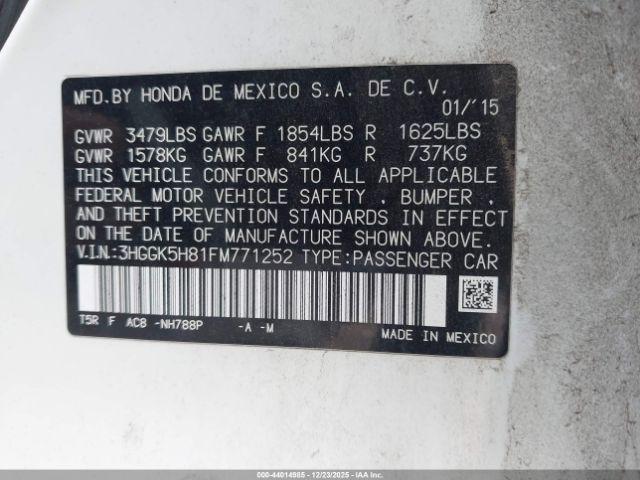 MFD. BY HONDA DE MEXICO S.A. DE C.V.
01/'15
GVWR 3479LBS GAWR F 1854LBS R 1625LBS
GVWR 1578KG GAWR F 841KG R 737KG
THIS VEHICLE CONFORMS TO ALL APPLICABLE
FEDERAL MOTOR VEHICLE SAFETY , BUMPER ,
AND THEFT PREVENTION STANDARDS IN EFFECT
ON THE DATE OF MANUFACTURE SHOWN ABOVE.
V.I.N.:3HGGK5H81FM771252 TYPE:PASSENGER CAR
T5R F AC8 -NH788P -A -M
MADE IN MEXICO
000-44014985 | 12/23/2025 - IAAI.COM